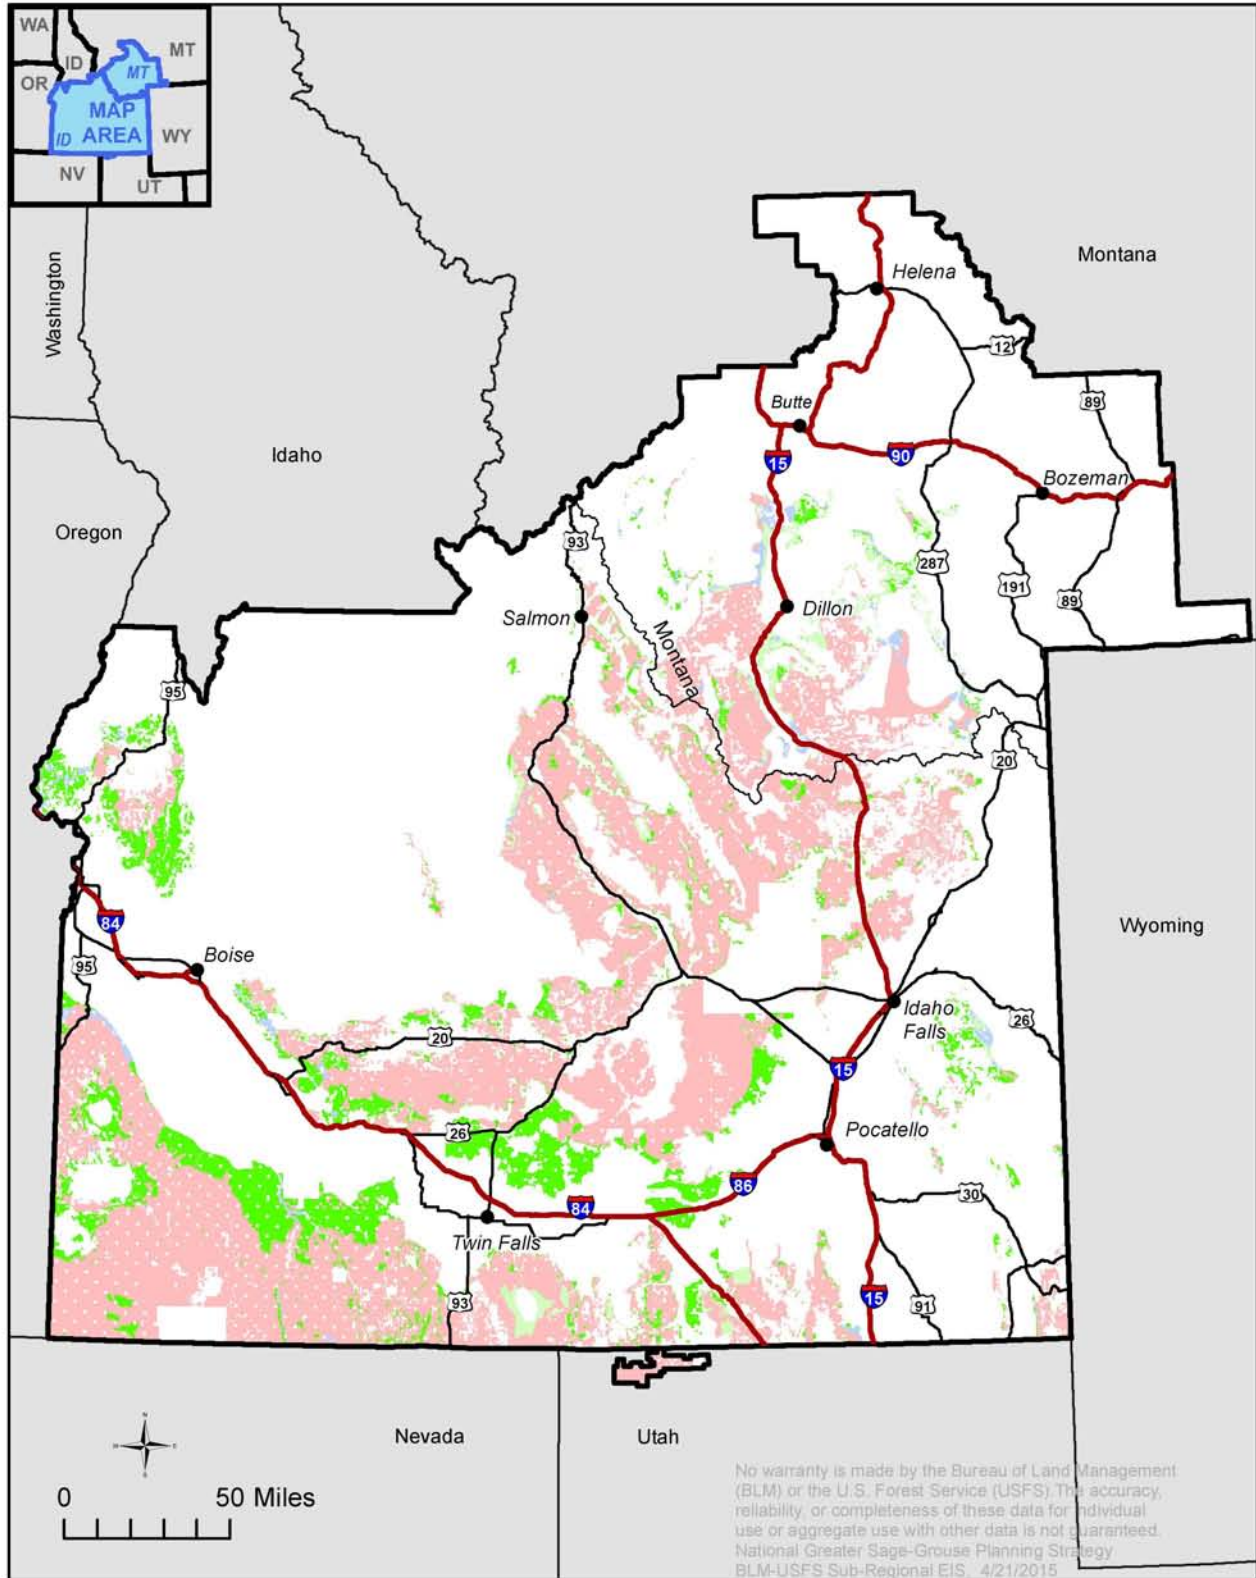 WA
ID
MT
OR
MT
MAP
AREA
ID
WY
NV
UT
Washington
Montana
Helena
12
Idaho
Butte
89
15
90
Bozeman
Oregon
93
287
191
89
Salmon
Dillon
Montana
95
20
84
Wyoming
95
Boise
Idaho
Falls
26
20
15
26
Pocatello
86
30
84
Twin Falls
93
15
91
Nevada
Utah
N
W
E
S
0
50 Miles
No warranty is made by the Bureau of Land Management
(BLM) or the U.S. Forest Service (USFS). The accuracy,
reliability, or completeness of these data for individual
use or aggregate use with other data is not guaranteed.
National Greater Sage-Grouse Planning Strategy
BLM-USFS Sub-Regional EIS, 4/21/2015